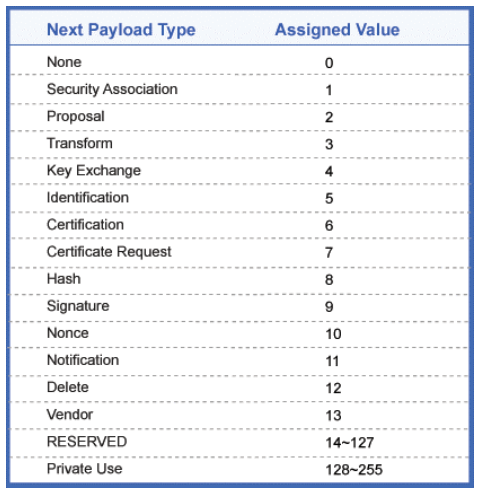 Next Payload Type Assigned Value
None 0
Security Association 1
Proposal 2
Transform 3
Key Exchange 4
Identification 5
Certification 6
Certificate Request 7
Hash 8
Signature 9
Nonce 10
Notification 11
Delete 12
Vendor 13
RESERVED 14~127
Private Use 128~255